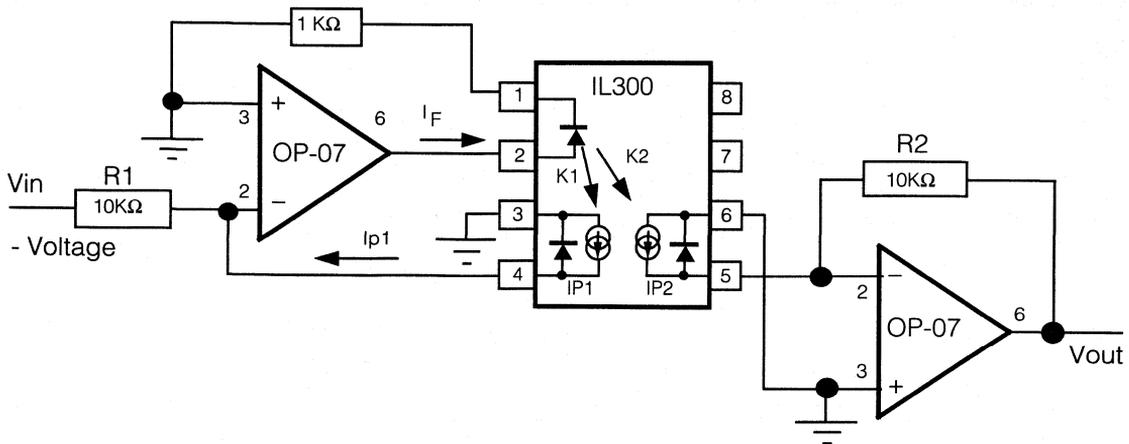 1 KΩ
IL300
1
8
+
3
6
I F
OP-07
K2
2
7
K1
R2
Vin
R1
2
10KΩ
10KΩ
−
3
6
- Voltage
Ip1
4
IP1
IP2
5
−
2
OP-07
6
3
+
Vout